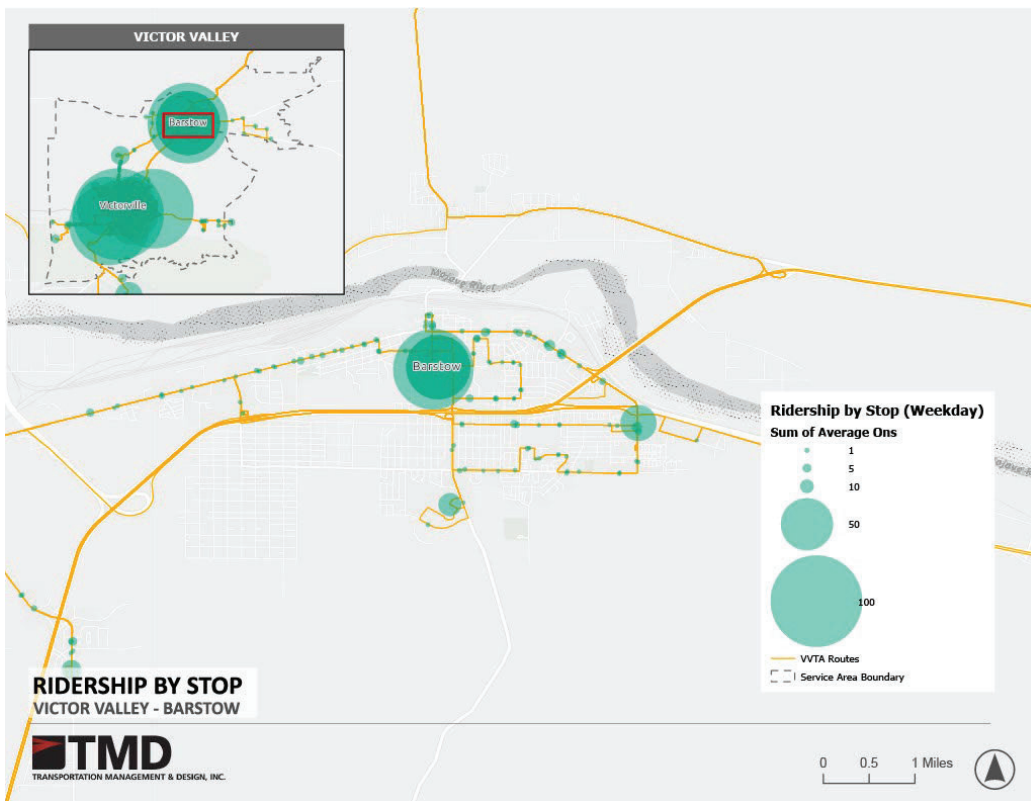 VICTOR VALLEY
Barstow
Victorville
Barstow
Ridership by Stop (Weekday)
Sum of Average Ons
1
5
10
50
100
VVTA Routes
Service Area Boundary
RIDERSHIP BY STOP
VICTOR VALLEY - BARSTOW
TMD
TRANSPORTATION MANAGEMENT & DESIGN, INC.
0 0.5 1 Miles